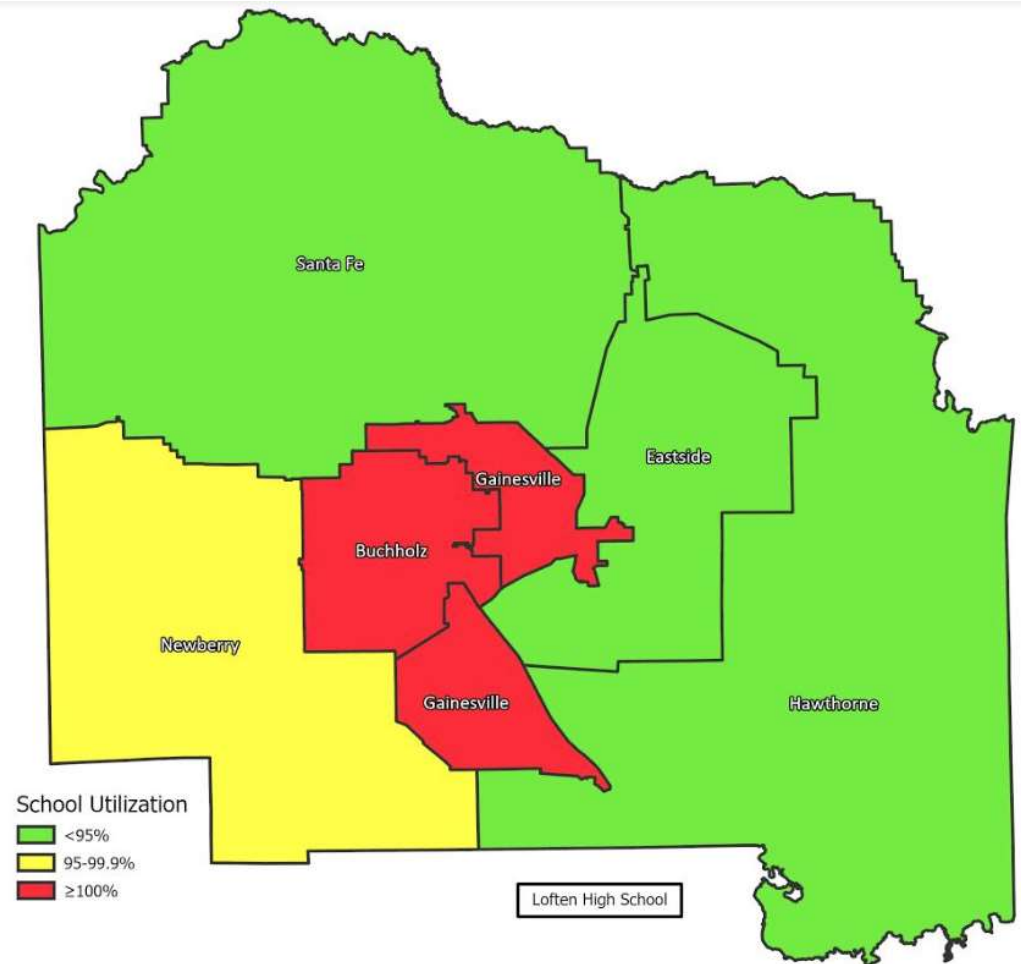 Santa Fe
Eastside
Gainesville
Buchholz
Newberry
Gainesville
Hawthorne
School Utilization
<95%
95-99.9%
≥100%
Loften High School